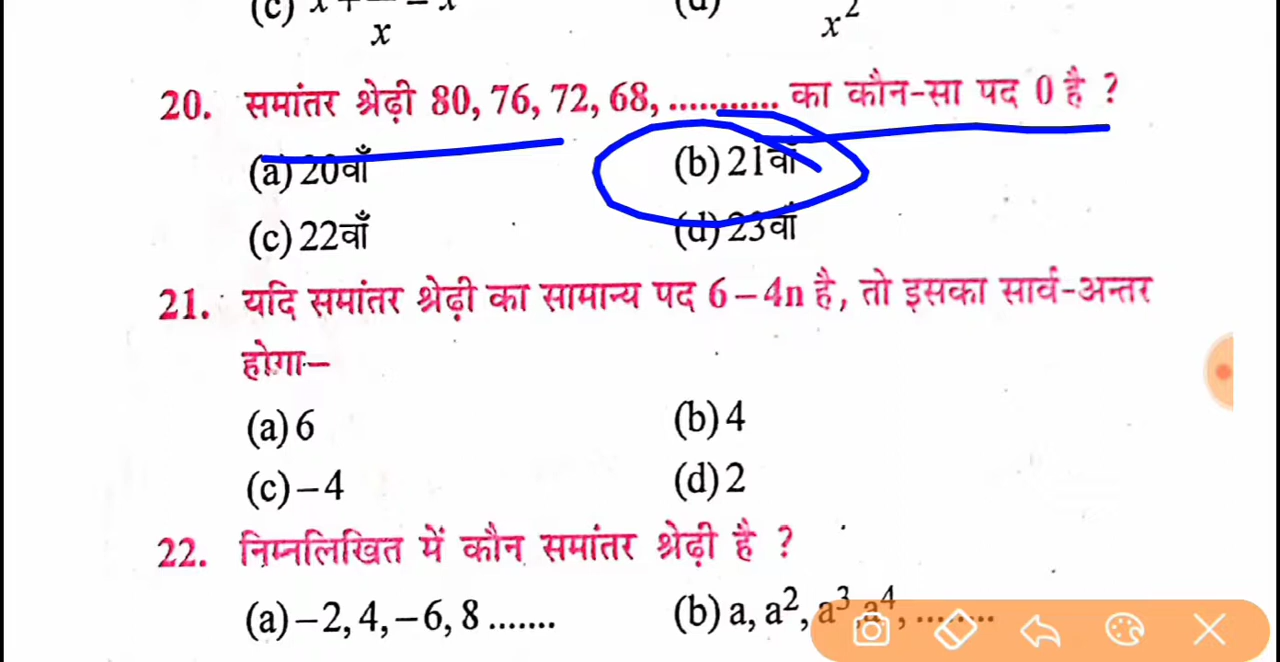 (c) x + — = x (d)
x x²
20. समांतर श्रेढ़ी 80, 76, 72, 68, ............ का कौन-सा पद 0 है ?
(a) 20वाँ (b) 21वाँ
(c) 22वाँ (d) 23वाँ
21. यदि समांतर श्रेढ़ी का सामान्य पद 6 – 4n है, तो इसका सार्व-अन्तर
होगा–
(a) 6 (b) 4
(c) – 4 (d) 2
22. निम्नलिखित में कौन समांतर श्रेढ़ी है ?
(a) – 2, 4, – 6, 8 ....... (b) a, a², a³, a⁴, ........